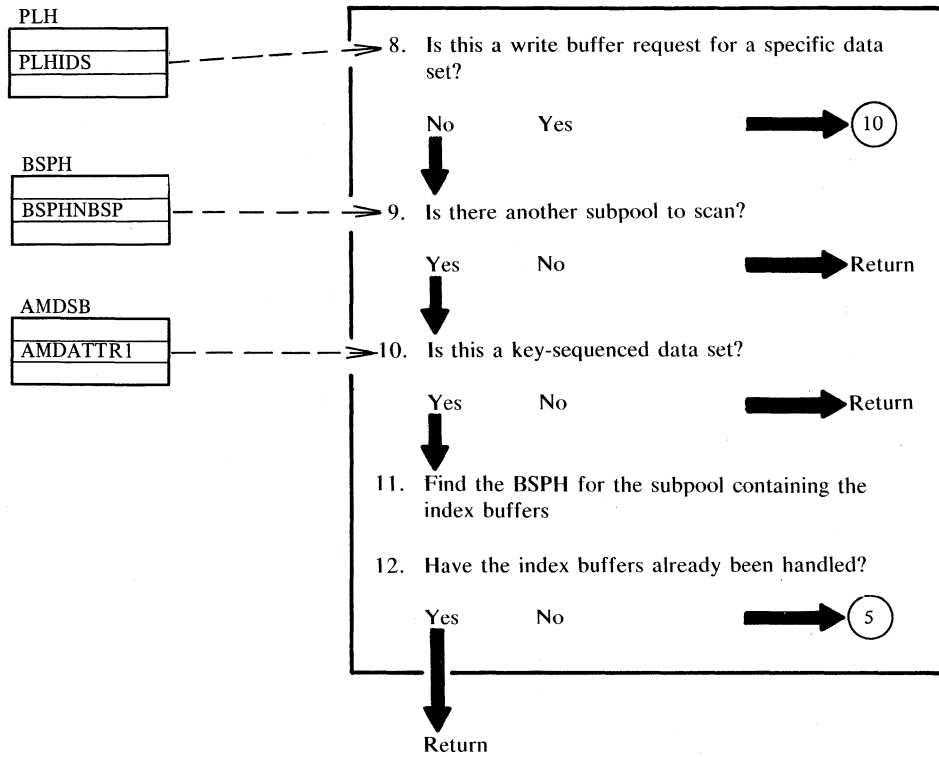 PLH
PLHIDS
8. Is this a write buffer request for a specific data
set?
No Yes 10
BSPH
BSPHNBSP
9. Is there another subpool to scan?
Yes No Return
AMDSB
AMDATTR1
10. Is this a key-sequenced data set?
Yes No Return
11. Find the BSPH for the subpool containing the
index buffers
12. Have the index buffers already been handled?
Yes No 5
Return